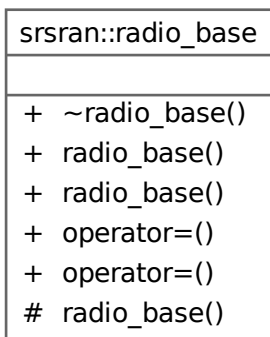 srsran::radio_base
+ ~radio_base()
+ radio_base()
+ radio_base()
+ operator=()
+ operator=()
# radio_base()